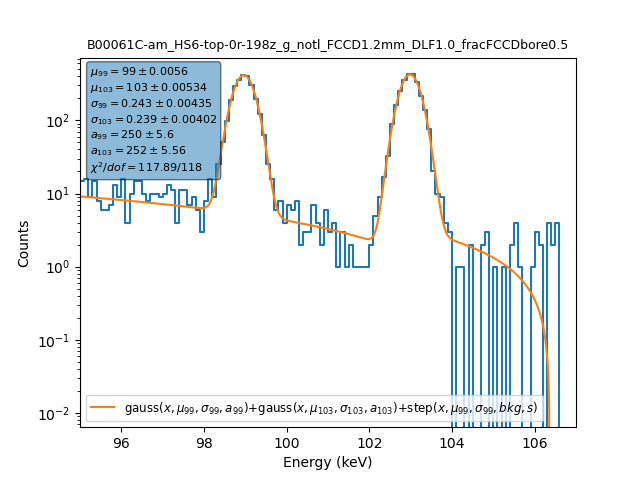 B00061C-am_HS6-top-0r-198z_g_notl_FCCD1.2mm_DLF1.0_fracFCCDbore0.5
μ₉₉ = 99 ± 0.0056
μ₁₀₃ = 103 ± 0.00534
σ₉₉ = 0.243 ± 0.00435
σ₁₀₃ = 0.239 ± 0.00402
a₉₉ = 250 ± 5.6
a₁₀₃ = 252 ± 5.56
χ²/dof = 117.89/118
Counts
10²
10¹
10⁰
10⁻¹
10⁻²
gauss(x, μ₉₉, σ₉₉, a₉₉)+gauss(x, μ₁₀₃, σ₁₀₃, a₁₀₃)+step(x, μ₉₉, σ₉₉, bkg, s)
96 98 100 102 104 106
Energy (keV)